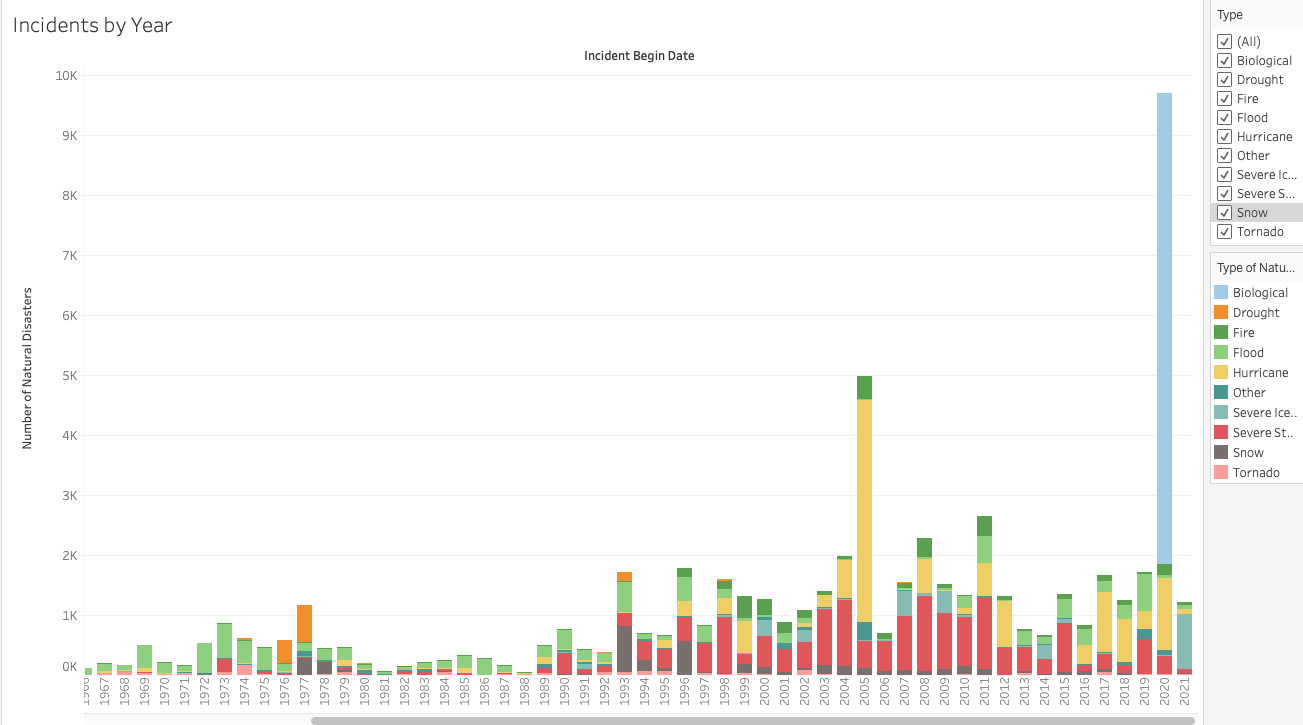 Incidents by Year
Incident Begin Date
Number of Natural Disasters
10K
9K
8K
7K
6K
5K
4K
3K
2K
1K
0K
1966
1967
1968
1969
1970
1971
1972
1973
1974
1975
1976
1977
1978
1979
1980
1981
1982
1983
1984
1985
1986
1987
1988
1989
1990
1991
1992
1993
1994
1995
1996
1997
1998
1999
2000
2001
2002
2003
2004
2005
2006
2007
2008
2009
2010
2011
2012
2013
2014
2015
2016
2017
2018
2019
2020
2021
Type
(All)
Biological
Drought
Fire
Flood
Hurricane
Other
Severe Ic...
Severe S...
Snow
Tornado
Type of Natu...
Biological
Drought
Fire
Flood
Hurricane
Other
Severe Ice..
Severe St..
Snow
Tornado